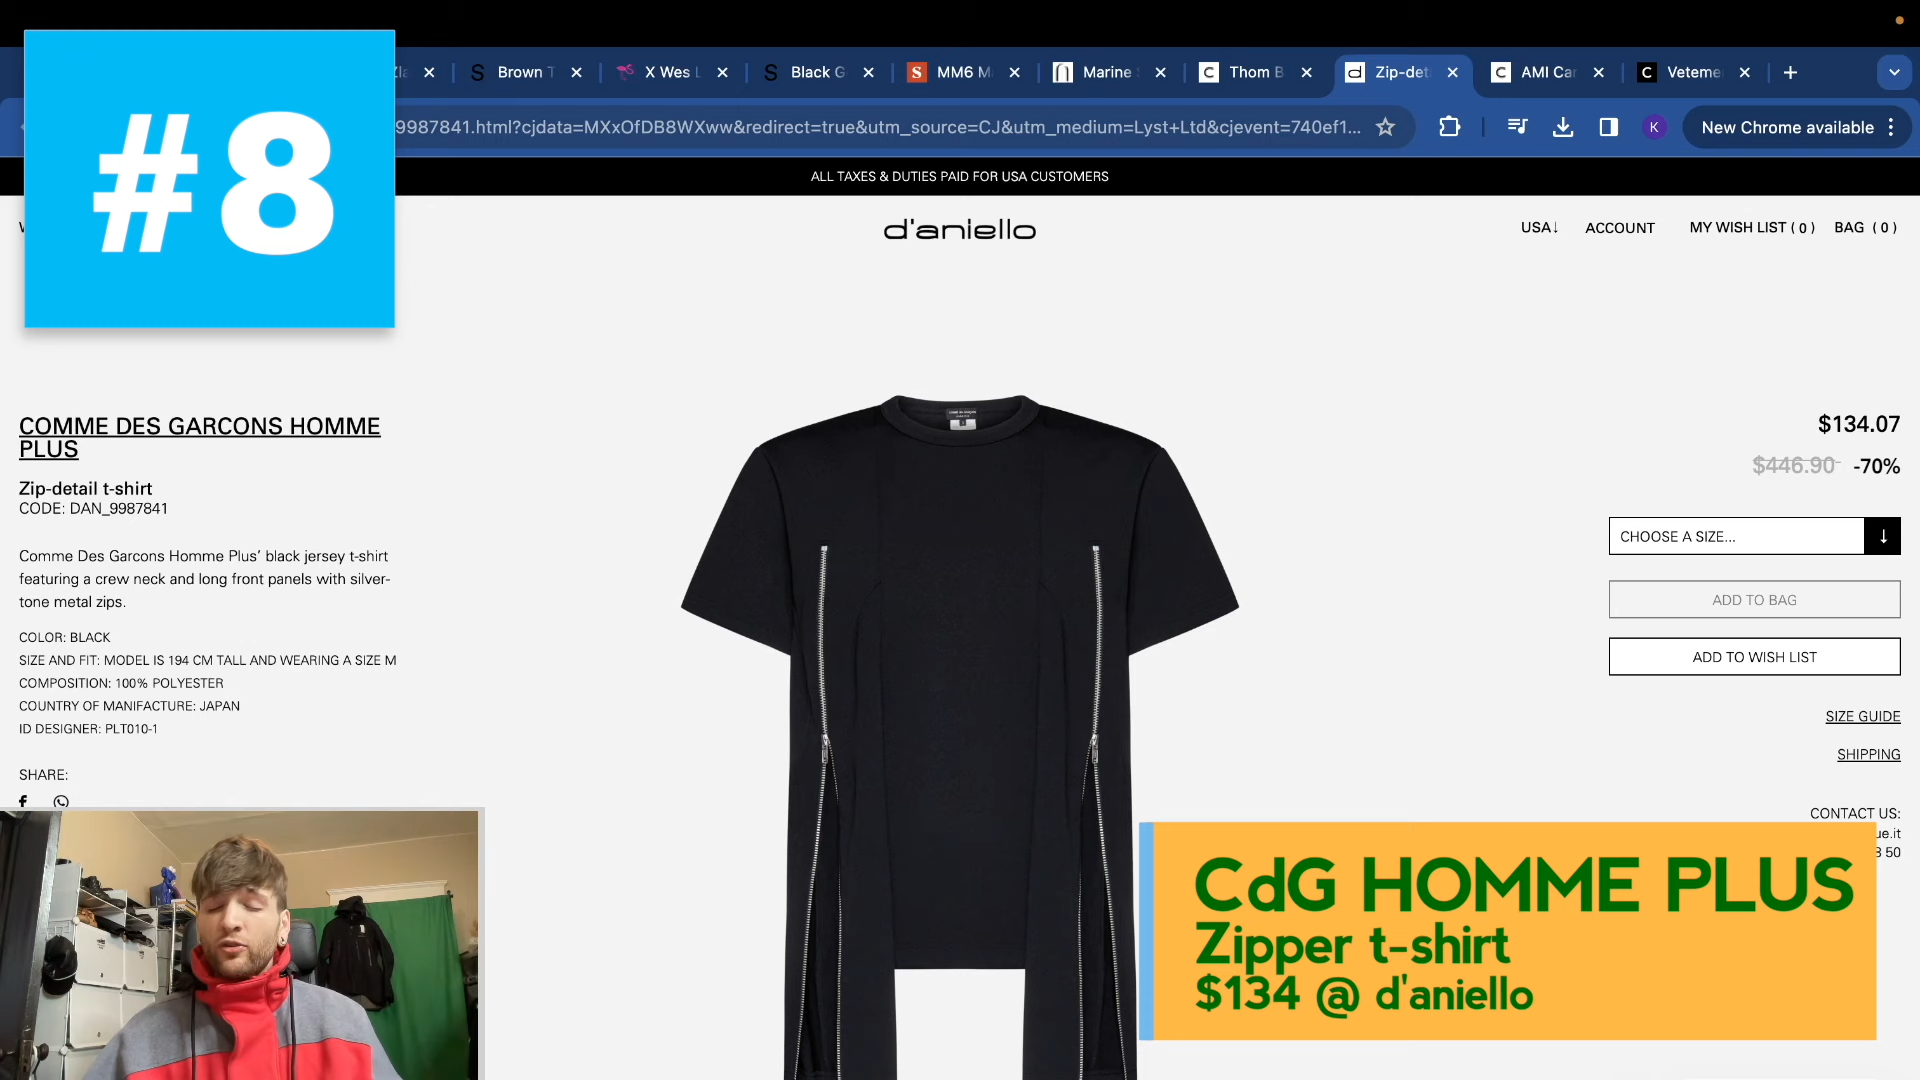 #8
Brown T
X Wes L
Black G
MM6 M
Marine S
Thom B
Zip-det
AMI Car
Veteme
9987841.html?cjdata=MXxOfDB8WXww&redirect=true&utm_source=CJ&utm_medium=Lyst+Ltd&cjevent=740ef1...
K
New Chrome available
ALL TAXES & DUTIES PAID FOR USA CUSTOMERS
d'aniello
USA↓
ACCOUNT
MY WISH LIST ( 0 )
BAG ( 0 )
COMME DES GARCONS HOMME
PLUS
Zip-detail t-shirt
CODE: DAN_9987841
Comme Des Garcons Homme Plus’ black jersey t-shirt
featuring a crew neck and long front panels with silver-
tone metal zips.
COLOR: BLACK
SIZE AND FIT: MODEL IS 194 CM TALL AND WEARING A SIZE M
COMPOSITION: 100% POLYESTER
COUNTRY OF MANIFACTURE: JAPAN
ID DESIGNER: PLT010-1
SHARE:
$134.07
$446.90 -70%
CHOOSE A SIZE... ↓
ADD TO BAG
ADD TO WISH LIST
SIZE GUIDE
SHIPPING
CONTACT US:
ue.it
3 50
CdG HOMME PLUS
Zipper t-shirt
$134 @ d'aniello